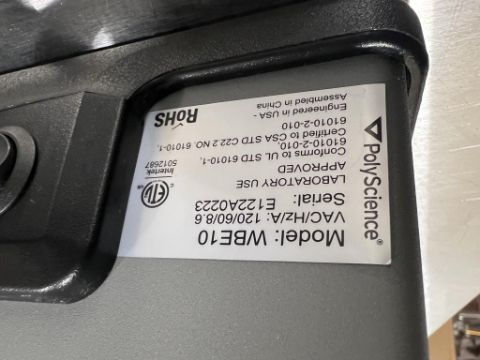 PolyScience®
Model: WBE10
VAC/Hz/A: 120/60/8.6
Serial: E122A0223
LABORATORY USE
APPROVED
Conforms to UL STD 61010-1,
61010-2-010,
Certified to CSA STD C22.2 NO. 61010-1,
61010-2-010
Engineered in USA -
Assembled in China
C
ETL
Intertek
5012687
RoHS